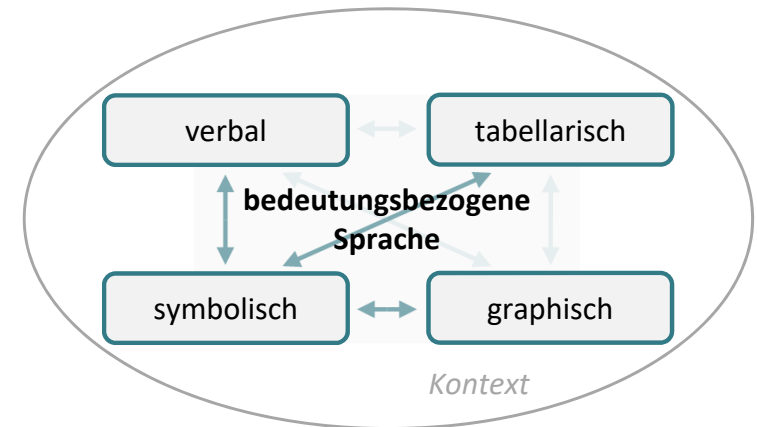 verbal
tabellarisch
bedeutungsbezogene
Sprache
symbolisch
graphisch
Kontext